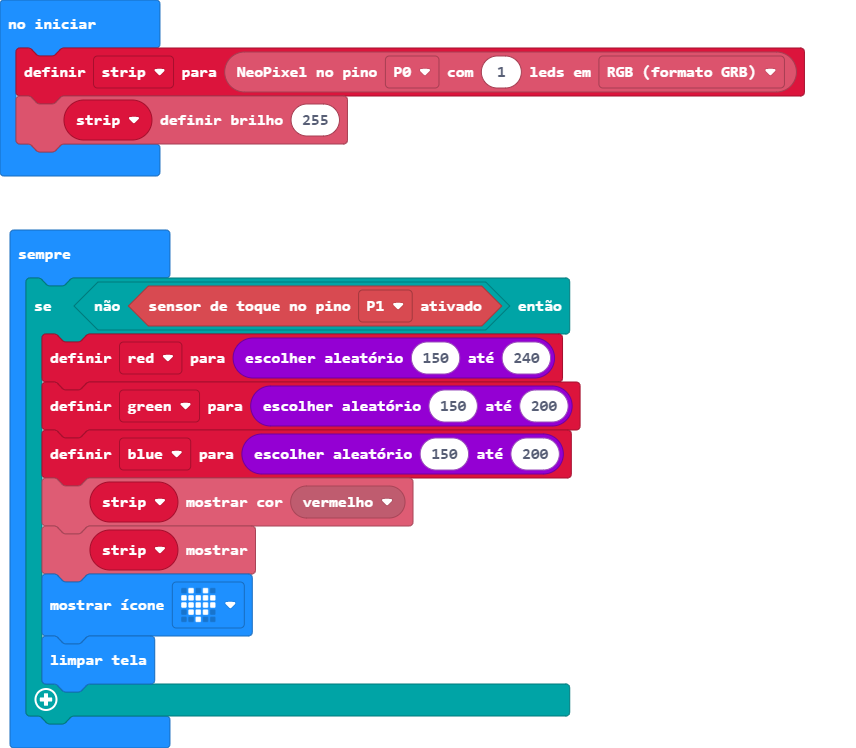 no iniciar
definir strip para NeoPixel no pino P0 com 1 leds em RGB (formato GRB)
strip definir brilho 255
sempre
se não sensor de toque no pino P1 ativado então
definir red para escolher aleatório 150 até 240
definir green para escolher aleatório 150 até 200
definir blue para escolher aleatório 150 até 200
strip mostrar cor vermelho
strip mostrar
mostrar ícone
limpar tela